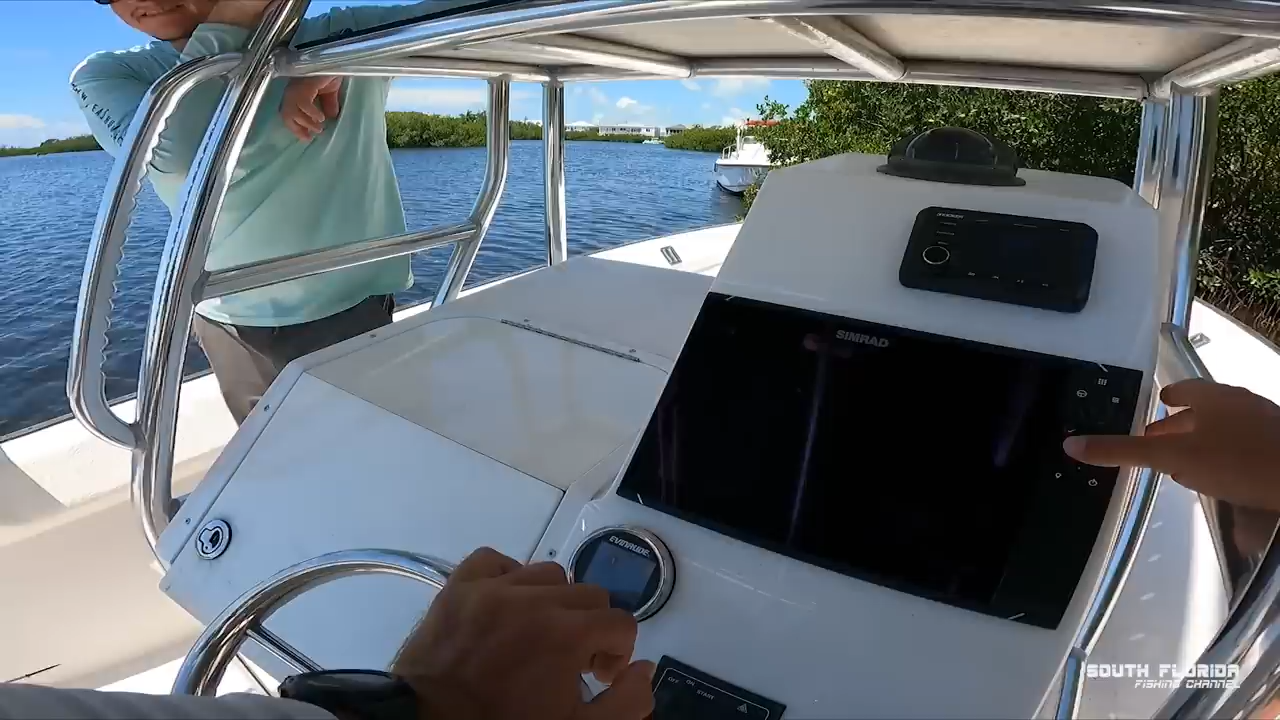 SIMRAD
EVINRUDE.
OFF ON START
SOUTH FLORIDA
FISHING CHANNEL